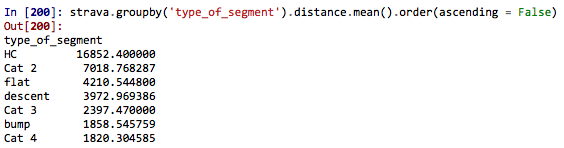 In [200]: strava.groupby('type_of_segment').distance.mean().order(ascending = False)
Out[200]:
type_of_segment
HC         16852.400000
Cat 2       7018.768287
flat        4210.544800
descent     3972.969386
Cat 3       2397.470000
bump        1858.545759
Cat 4       1820.304585